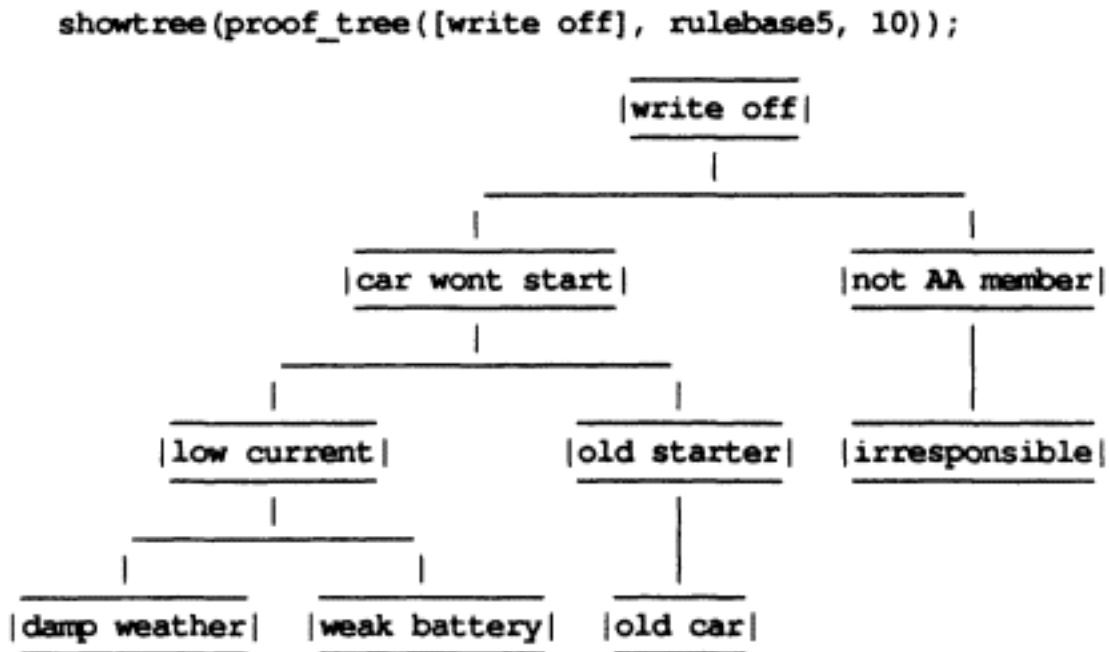 showtree(proof_tree([write off], rulebase5, 10));
|write off|
|car wont start| |not AA member|
|low current| |old starter| |irresponsible|
|damp weather| |weak battery| |old car|